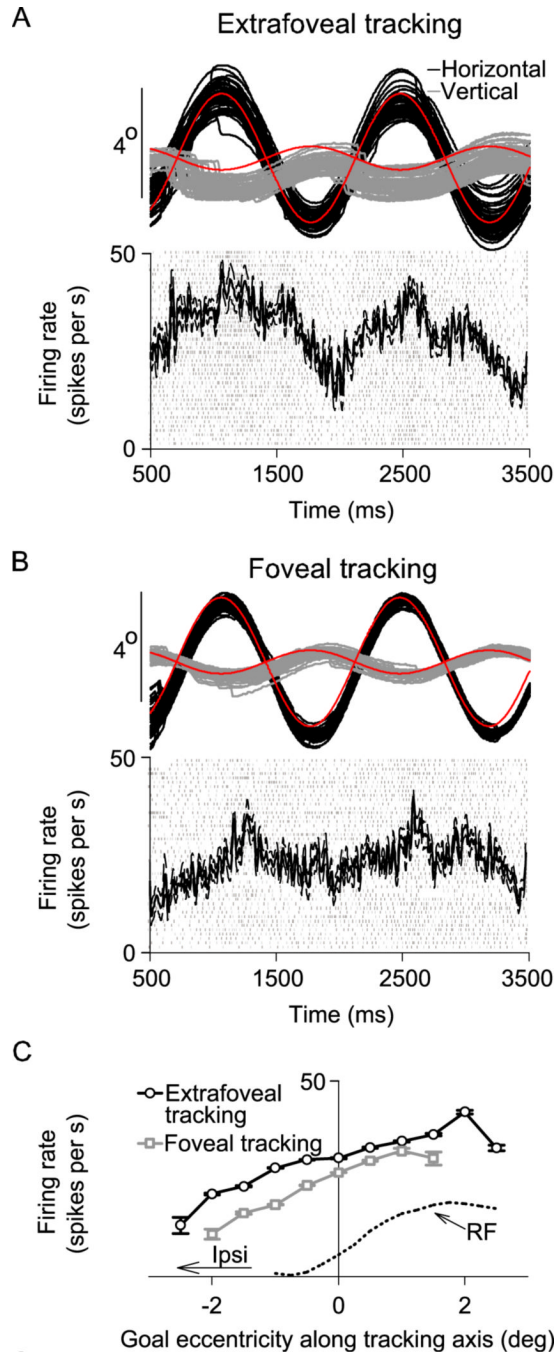 A
Extrafoveal tracking
Horizontal
Vertical
4°
50
Firing rate
(spikes per s)
0
500 1500 2500 3500
Time (ms)
B
Foveal tracking
4°
50
Firing rate
(spikes per s)
0
500 1500 2500 3500
Time (ms)
C
50
Extrafoveal
tracking
Foveal tracking
Firing rate
(spikes per s)
Ipsi
RF
-2 0 2
Goal eccentricity along tracking axis (deg)